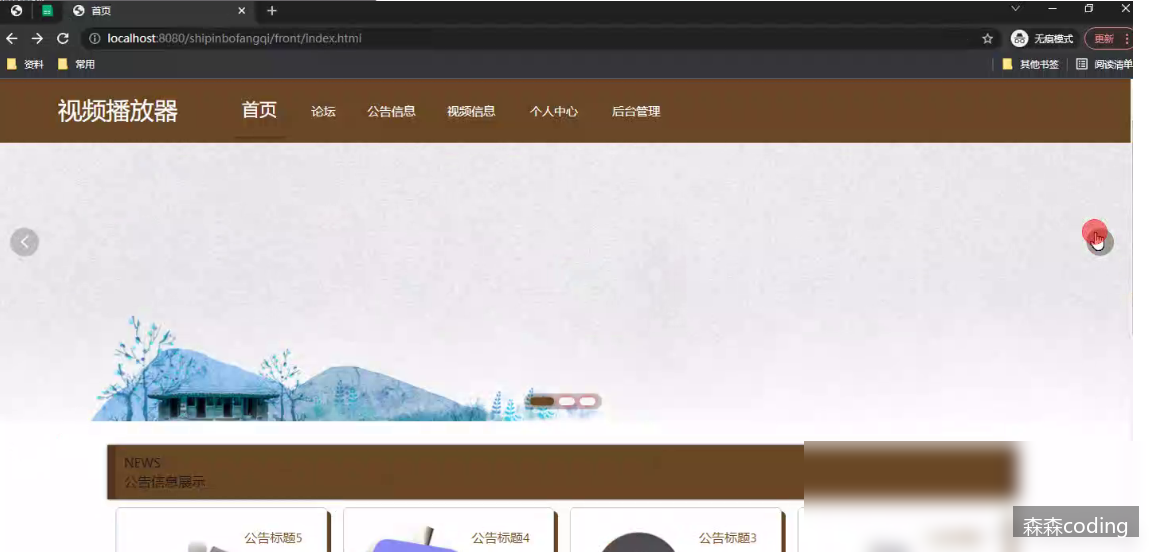 首页
localhost:8080/shipinbofangqi/front/index.html
无痕模式
更新
资料
常用
其他书签
阅读清单
视频播放器
首页
论坛
公告信息
视频信息
个人中心
后台管理
NEWS
公告信息展示
公告标题5
公告标题4
公告标题3
森森coding